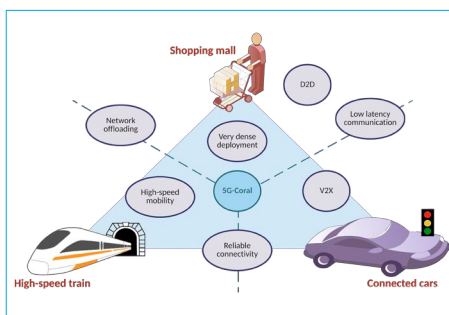 Shopping mall
D2D
Network
offloading
Low latency
communication
Very dense
deployment
High-speed
mobility
5G-Coral
V2X
Reliable
connectivity
High-speed train
Connected cars
H